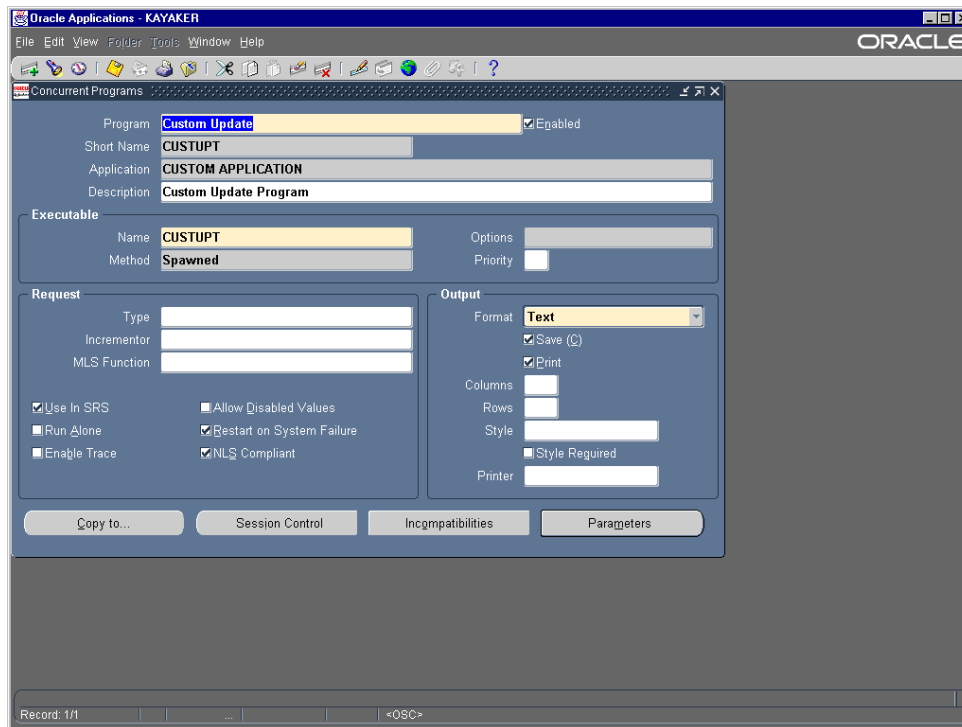 Oracle Applications - KAYAKER
File Edit View Folder Tools Window Help
ORACLE
Concurrent Programs
Program Custom Update Enabled
Short Name CUSTUPT
Application CUSTOM APPLICATION
Description Custom Update Program
Executable
Name CUSTUPT Options
Method Spawned Priority
Request Output
Type Format Text
Incrementor Save (C)
MLS Function Print
Columns
Use In SRS Allow Disabled Values Rows
Run Alone Restart on System Failure Style
Enable Trace NLS Compliant Style Required
Printer
Copy to... Session Control Incompatibilities Parameters
Record: 1/1 ... <OSC>